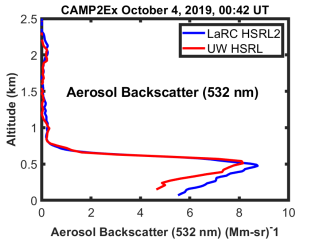 CAMP2Ex October 4, 2019, 00:42 UT
LaRC HSRL2
UW HSRL
Aerosol Backscatter (532 nm)
Altitude (km)
2.5
2
1.5
1
0.5
0
0 2 4 6 8 10
Aerosol Backscatter (532 nm) (Mm-sr)ˉ1